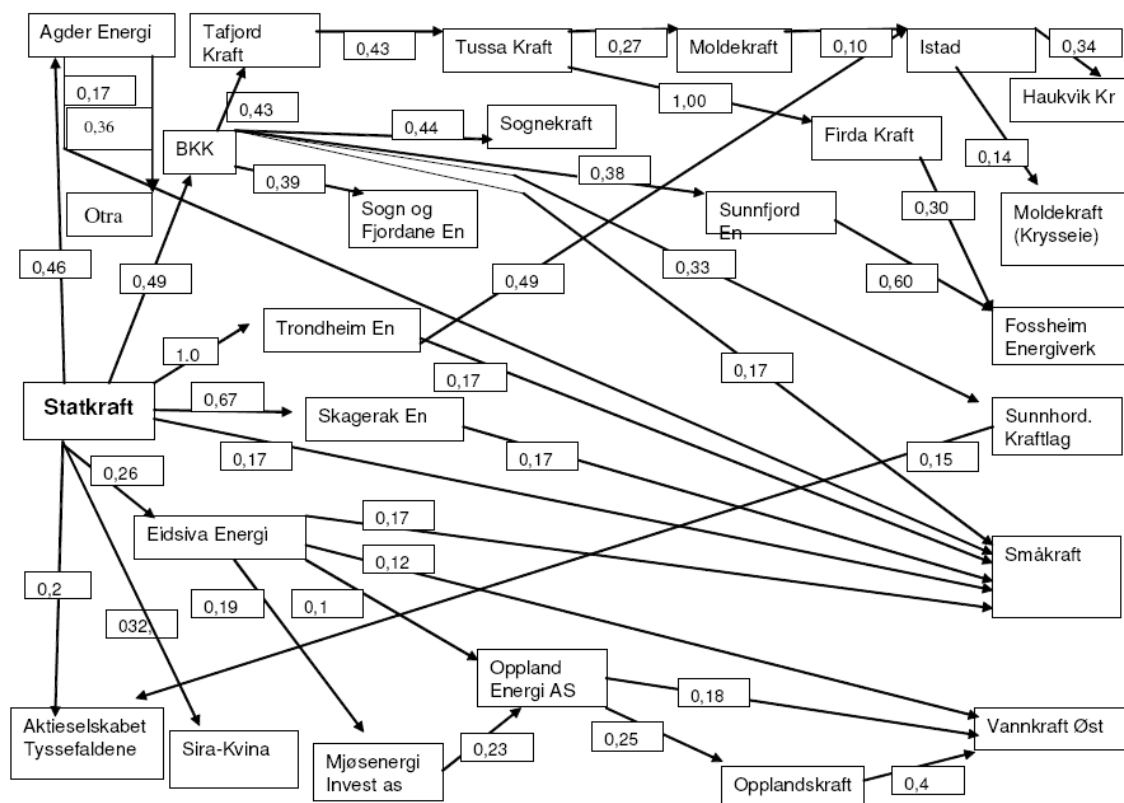 Agder Energi
Tafjord
Kraft
0,43
Tussa Kraft
0,27
Moldekraft
0,10
Istad
0,34
Haukvik Kr
0,17
0,36
0,43
1,00
0,44
Sognekraft
Firda Kraft
BKK
0,14
0,39
0,38
Otra
Sogn og
Fjordane En
Sunnfjord
En
0,30
Moldekraft
(Krysseie)
0,46
0,49
0,49
0,33
0,60
Trondheim En
Fossheim
Energiverk
1.0
0,17
0,17
Statkraft
0,67
Skagerak En
Sunnhord.
Kraftlag
0,26
0,17
0,17
0,15
Eidsiva Energi
0,17
0,12
Småkraft
0,2
032,
0,19
0,1
Oppland
Energi AS
0,18
Aktieselskabet
Tyssefaldene
Sira-Kvina
Mjøsenergi
Invest as
0,23
0,25
Vannkraft Øst
Opplandskraft
0,4